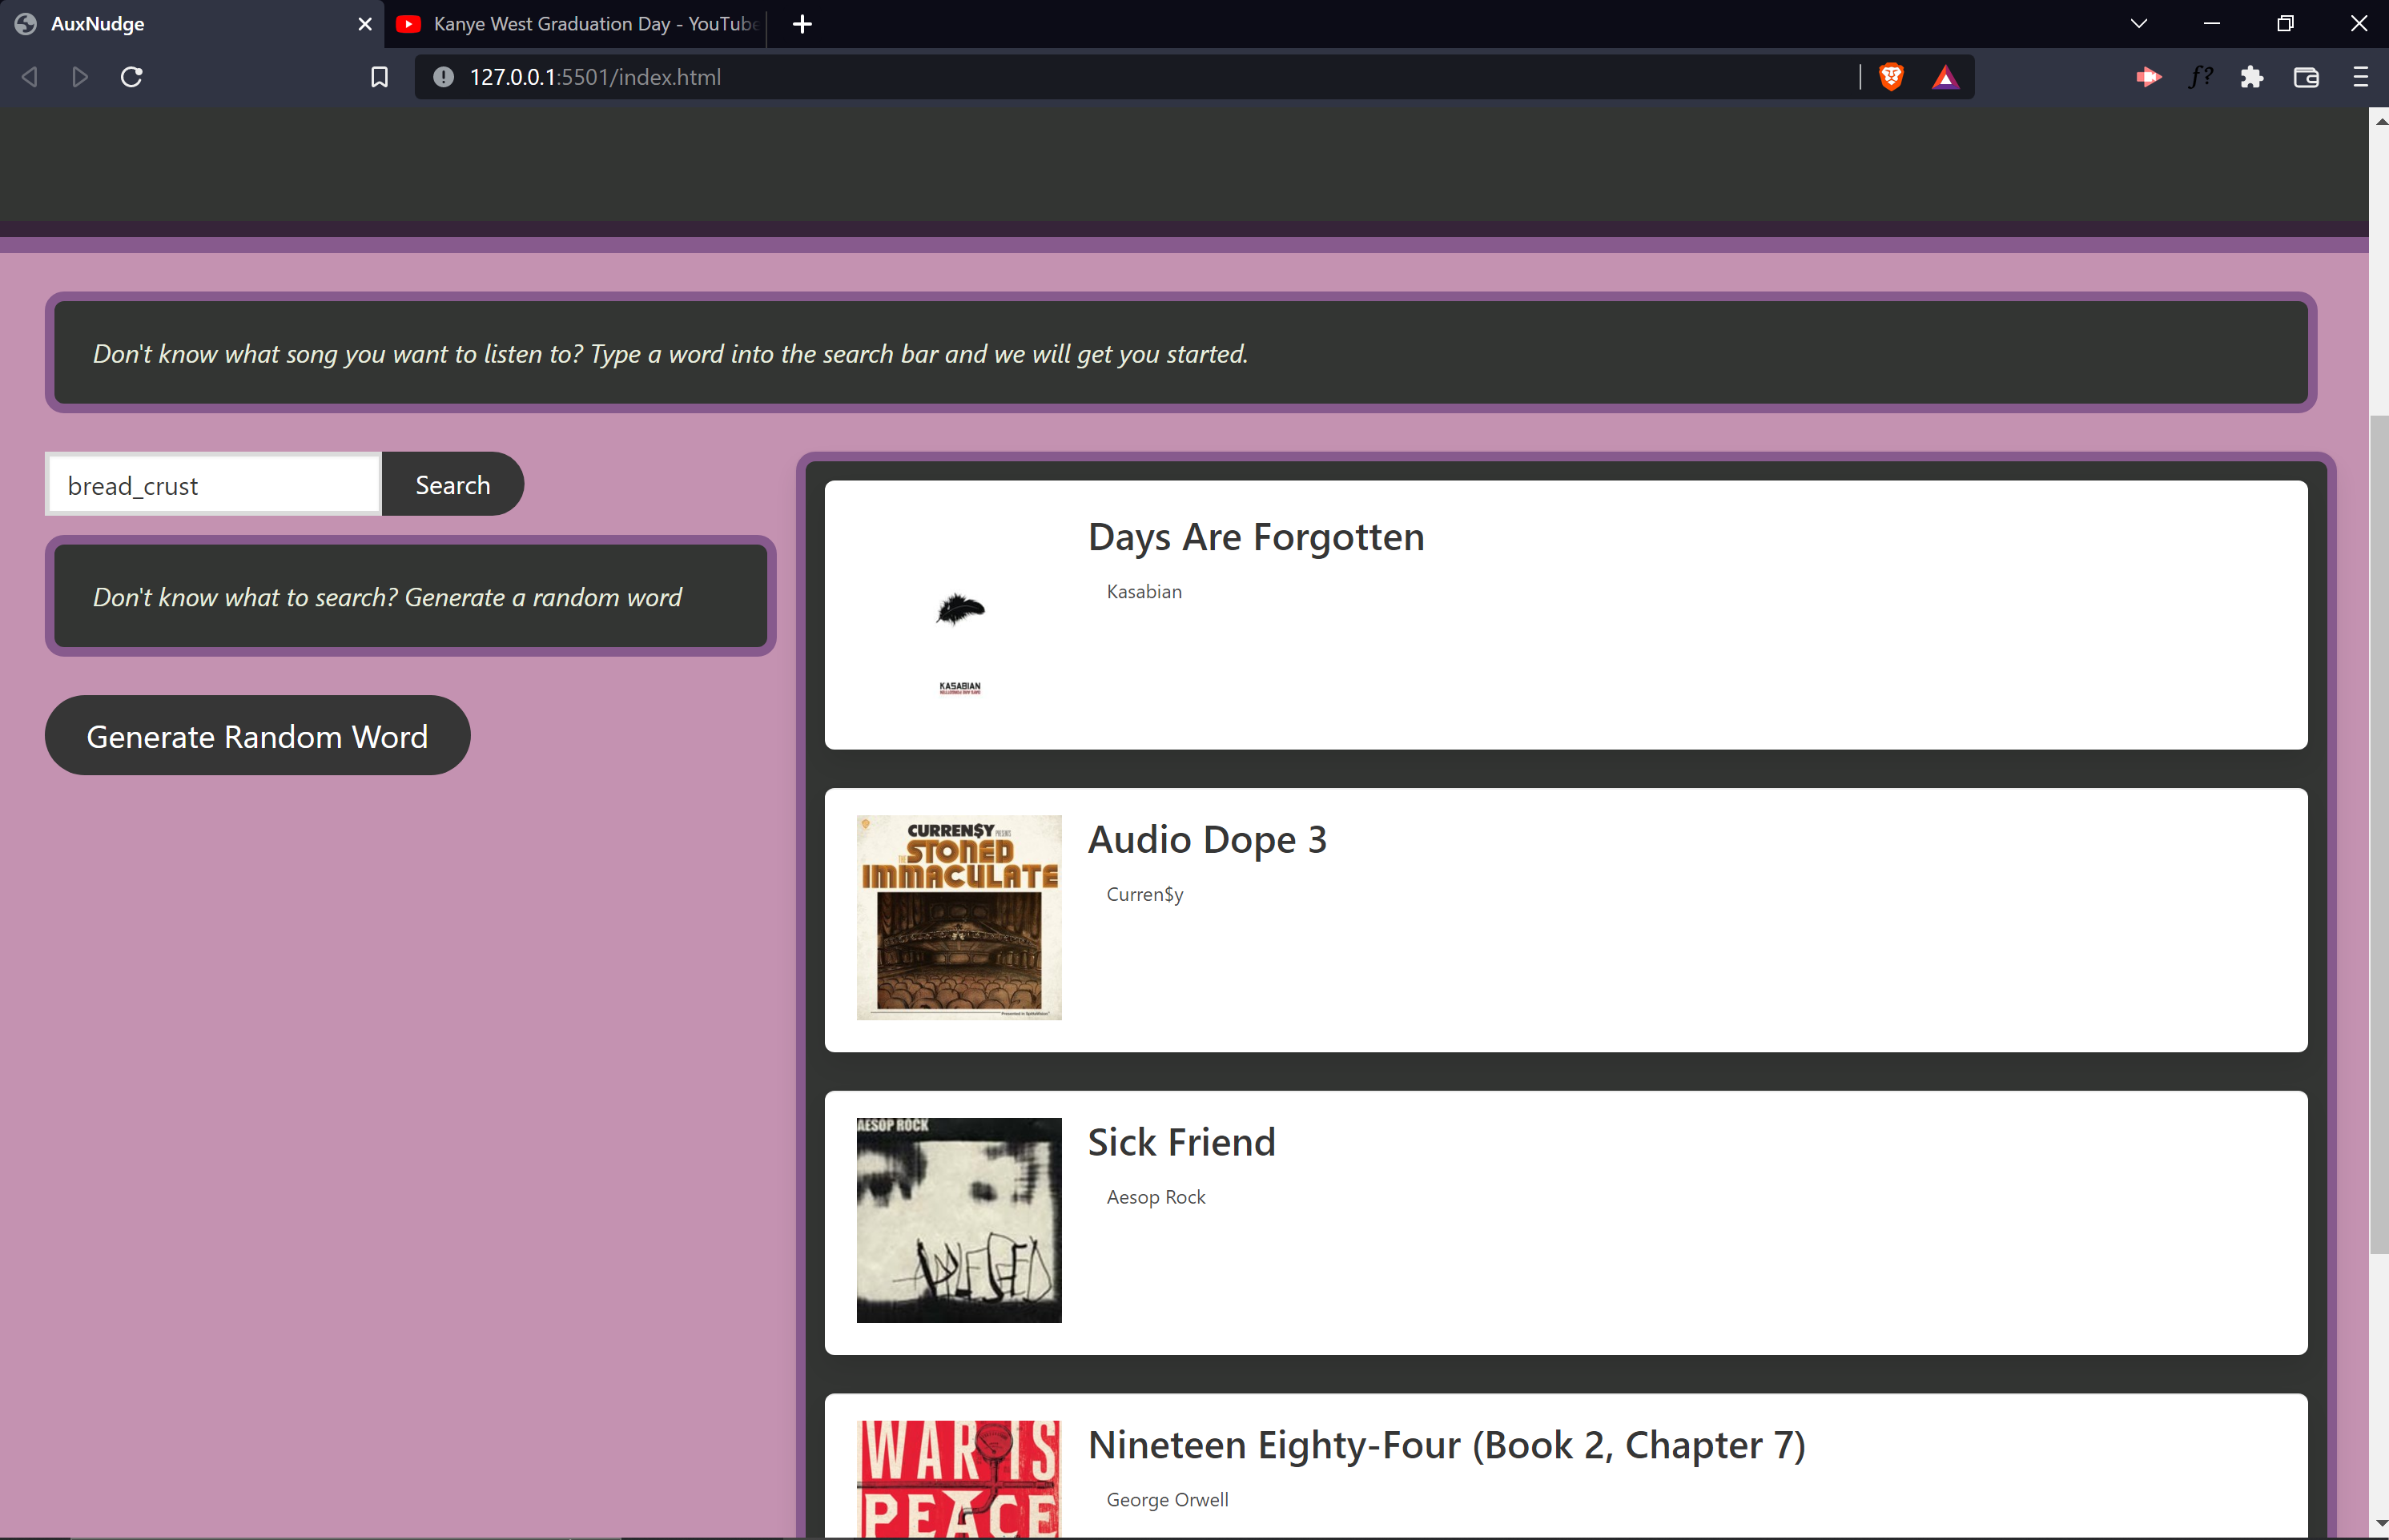 AuxNudge
Kanye West Graduation Day - YouTube
127.0.0.1:5501/index.html
f?
Don't know what song you want to listen to? Type a word into the search bar and we will get you started.
bread_crust
Search
Don't know what to search? Generate a random word
Generate Random Word
Days Are Forgotten
Kasabian
KASABIAN
CURREN$Y
THE STONED
IMMACULATE
Audio Dope 3
Curren$y
AESOP ROCK
APPLESEED
Sick Friend
Aesop Rock
WAR IS
PEACE
Nineteen Eighty-Four (Book 2, Chapter 7)
George Orwell